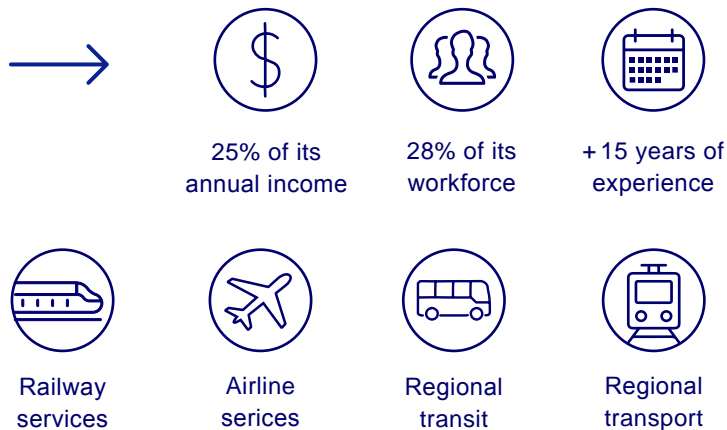 25% of its
annual income
28% of its
workforce
+15 years of
experience
Railway
services
Airline
serices
Regional
transit
Regional
transport